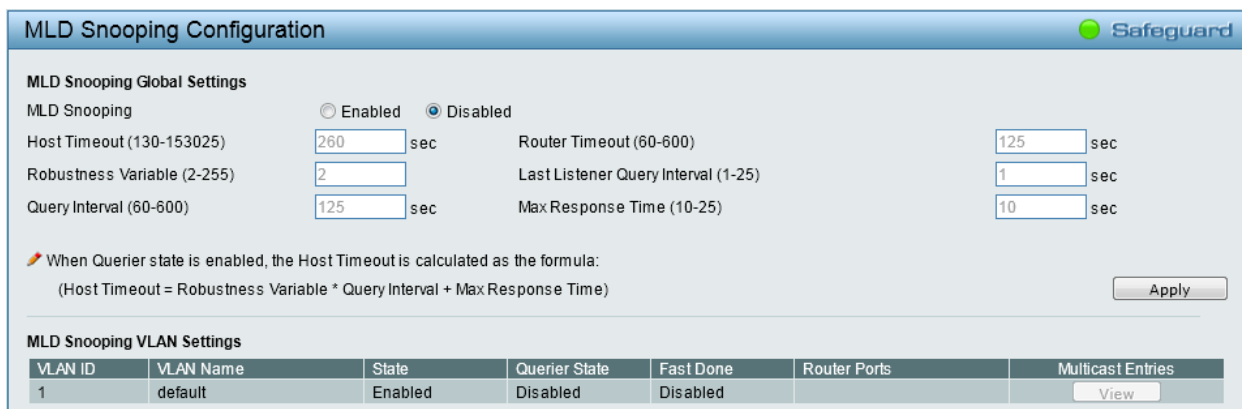 MLD Snooping Configuration Safeguard
MLD Snooping Global Settings
MLD Snooping Enabled Disabled
Host Timeout (130-153025) 260 sec Router Timeout (60-600) 125 sec
Robustness Variable (2-255) 2 Last Listener Query Interval (1-25) 1 sec
Query Interval (60-600) 125 sec Max Response Time (10-25) 10 sec
When Querier state is enabled, the Host Timeout is calculated as the formula:
(Host Timeout = Robustness Variable * Query Interval + Max Response Time) Apply
MLD Snooping VLAN Settings
VLAN ID VLAN Name State Querier State Fast Done Router Ports Multicast Entries
1 default Enabled Disabled Disabled View